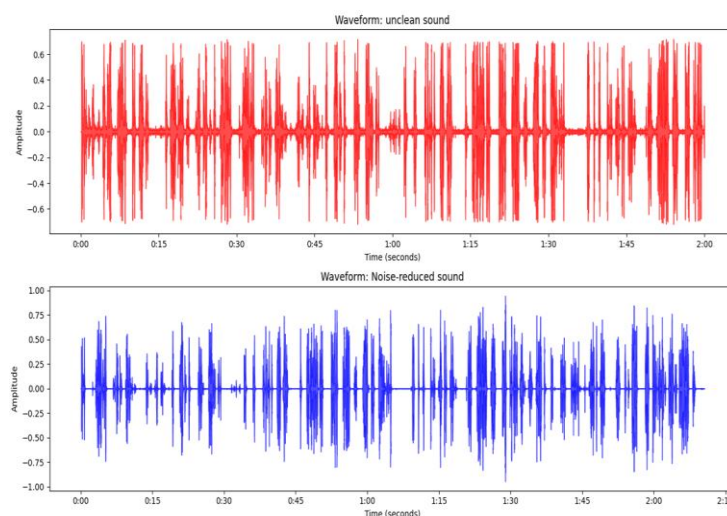 Waveform: unclean sound
0.6
0.4
0.2
0.0
−0.2
−0.4
−0.6
Amplitude
0:00 0:15 0:30 0:45 1:00 1:15 1:30 1:45 2:00
Time (seconds)
Waveform: Noise-reduced sound
1.00
0.75
0.50
0.25
0.00
−0.25
−0.50
−0.75
−1.00
Amplitude
0:00 0:15 0:30 0:45 1:00 1:15 1:30 1:45 2:00
Time (seconds)